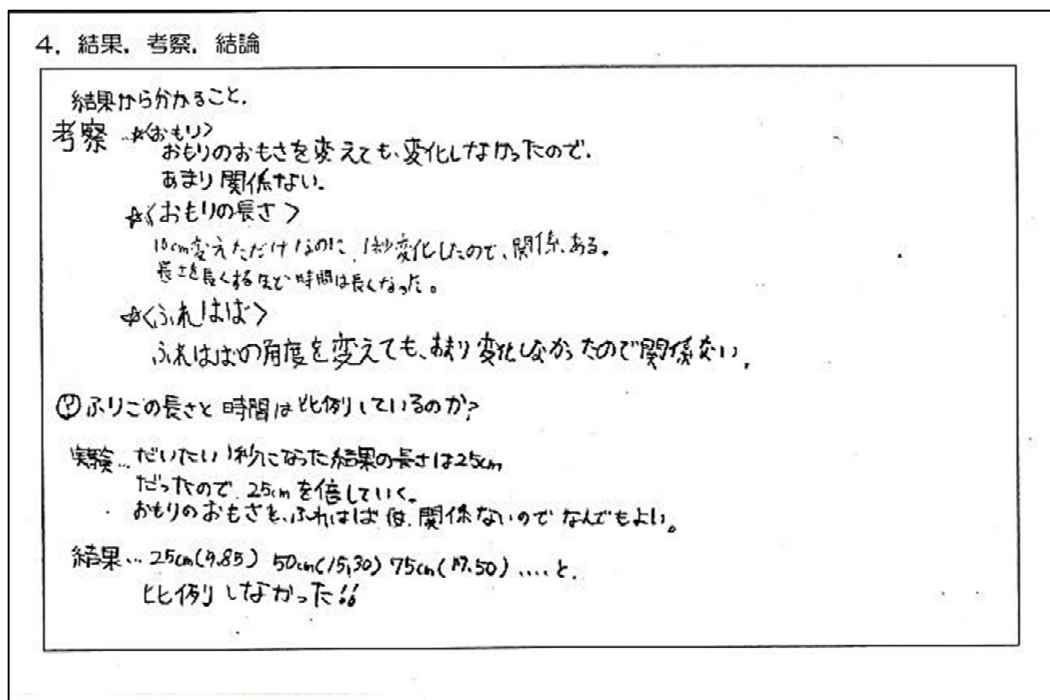 4. 結果, 考察, 結論
結果から分かること.
考察…☆〈おもり〉
おもりのおもさを変えても、変化しなかったので.
あまり関係ない.
☆〈おもりの長さ〉
10cm変えただけなのに、1秒変化したので、関係、ある。
長さを長くするほど時間は長くなった。
☆〈ふれはば〉
ふれはばの角度を変えても、あまり変化しなかったので関係ない.
?ふりこの長さと時間は比例しているのか?
実験…だいたい1秒になった結果の長さは25cm
だったので、25cmを倍していく。
おもりのおもさと、ふれはばは、関係ないのでなんでもよい。
結果…25cm(9.85) 50cm(15,30) 75cm(17.50)….と.
比例しなかった!!